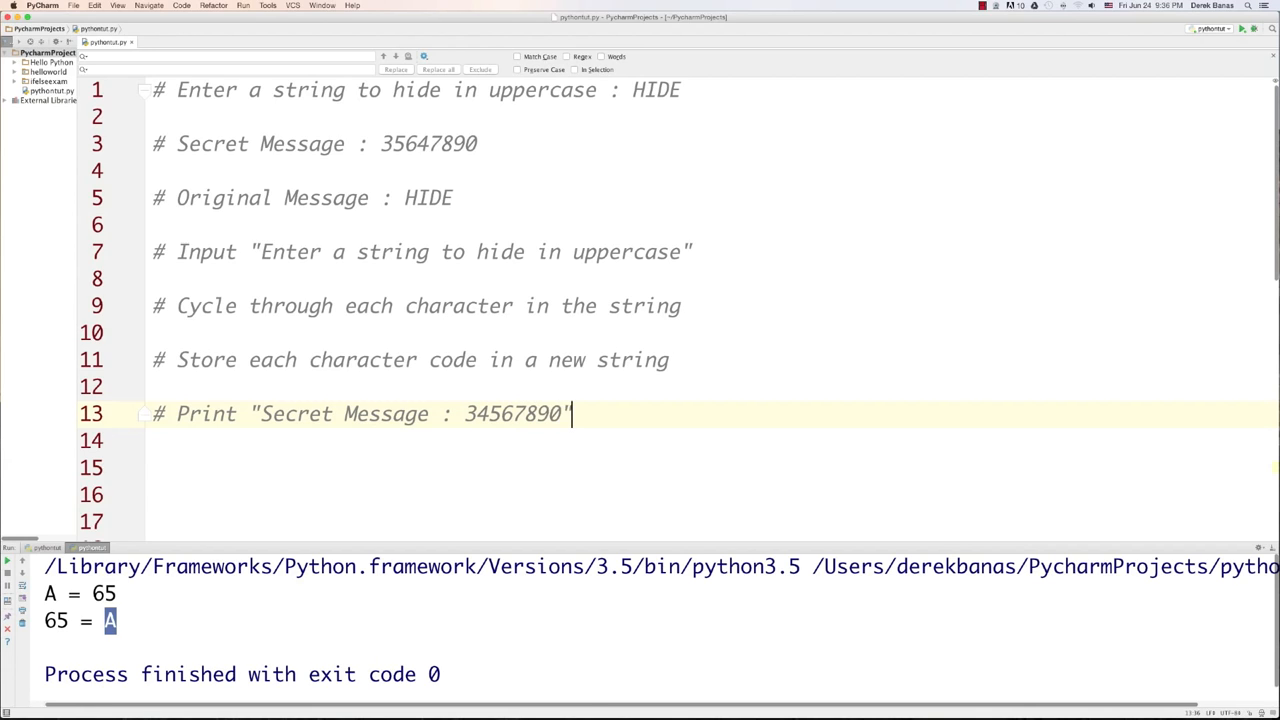 PyCharm File Edit View Navigate Code Refactor Run Tools VCS Window Help Fri Jun 24 9:36 PM Derek Banas
pythontut.py - PycharmProjects - [~/PycharmProjects]
PycharmProjects pythontut.py pythontut
pythontut.py
PycharmProject
Hello Python
helloworld
ifelseexam
pythontut.py
External Librarie
Match Case Regex Words
Replace Replace all Exclude Preserve Case In Selection
1 # Enter a string to hide in uppercase : HIDE
2
3 # Secret Message : 35647890
4
5 # Original Message : HIDE
6
7 # Input "Enter a string to hide in uppercase"
8
9 # Cycle through each character in the string
10
11 # Store each character code in a new string
12
13 # Print "Secret Message : 34567890"
14
15
16
17
Run: pythontut pythontut
/Library/Frameworks/Python.framework/Versions/3.5/bin/python3.5 /Users/derekbanas/PycharmProjects/pytho
A = 65
65 = A
Process finished with exit code 0
13:36 LF÷ UTF-8÷